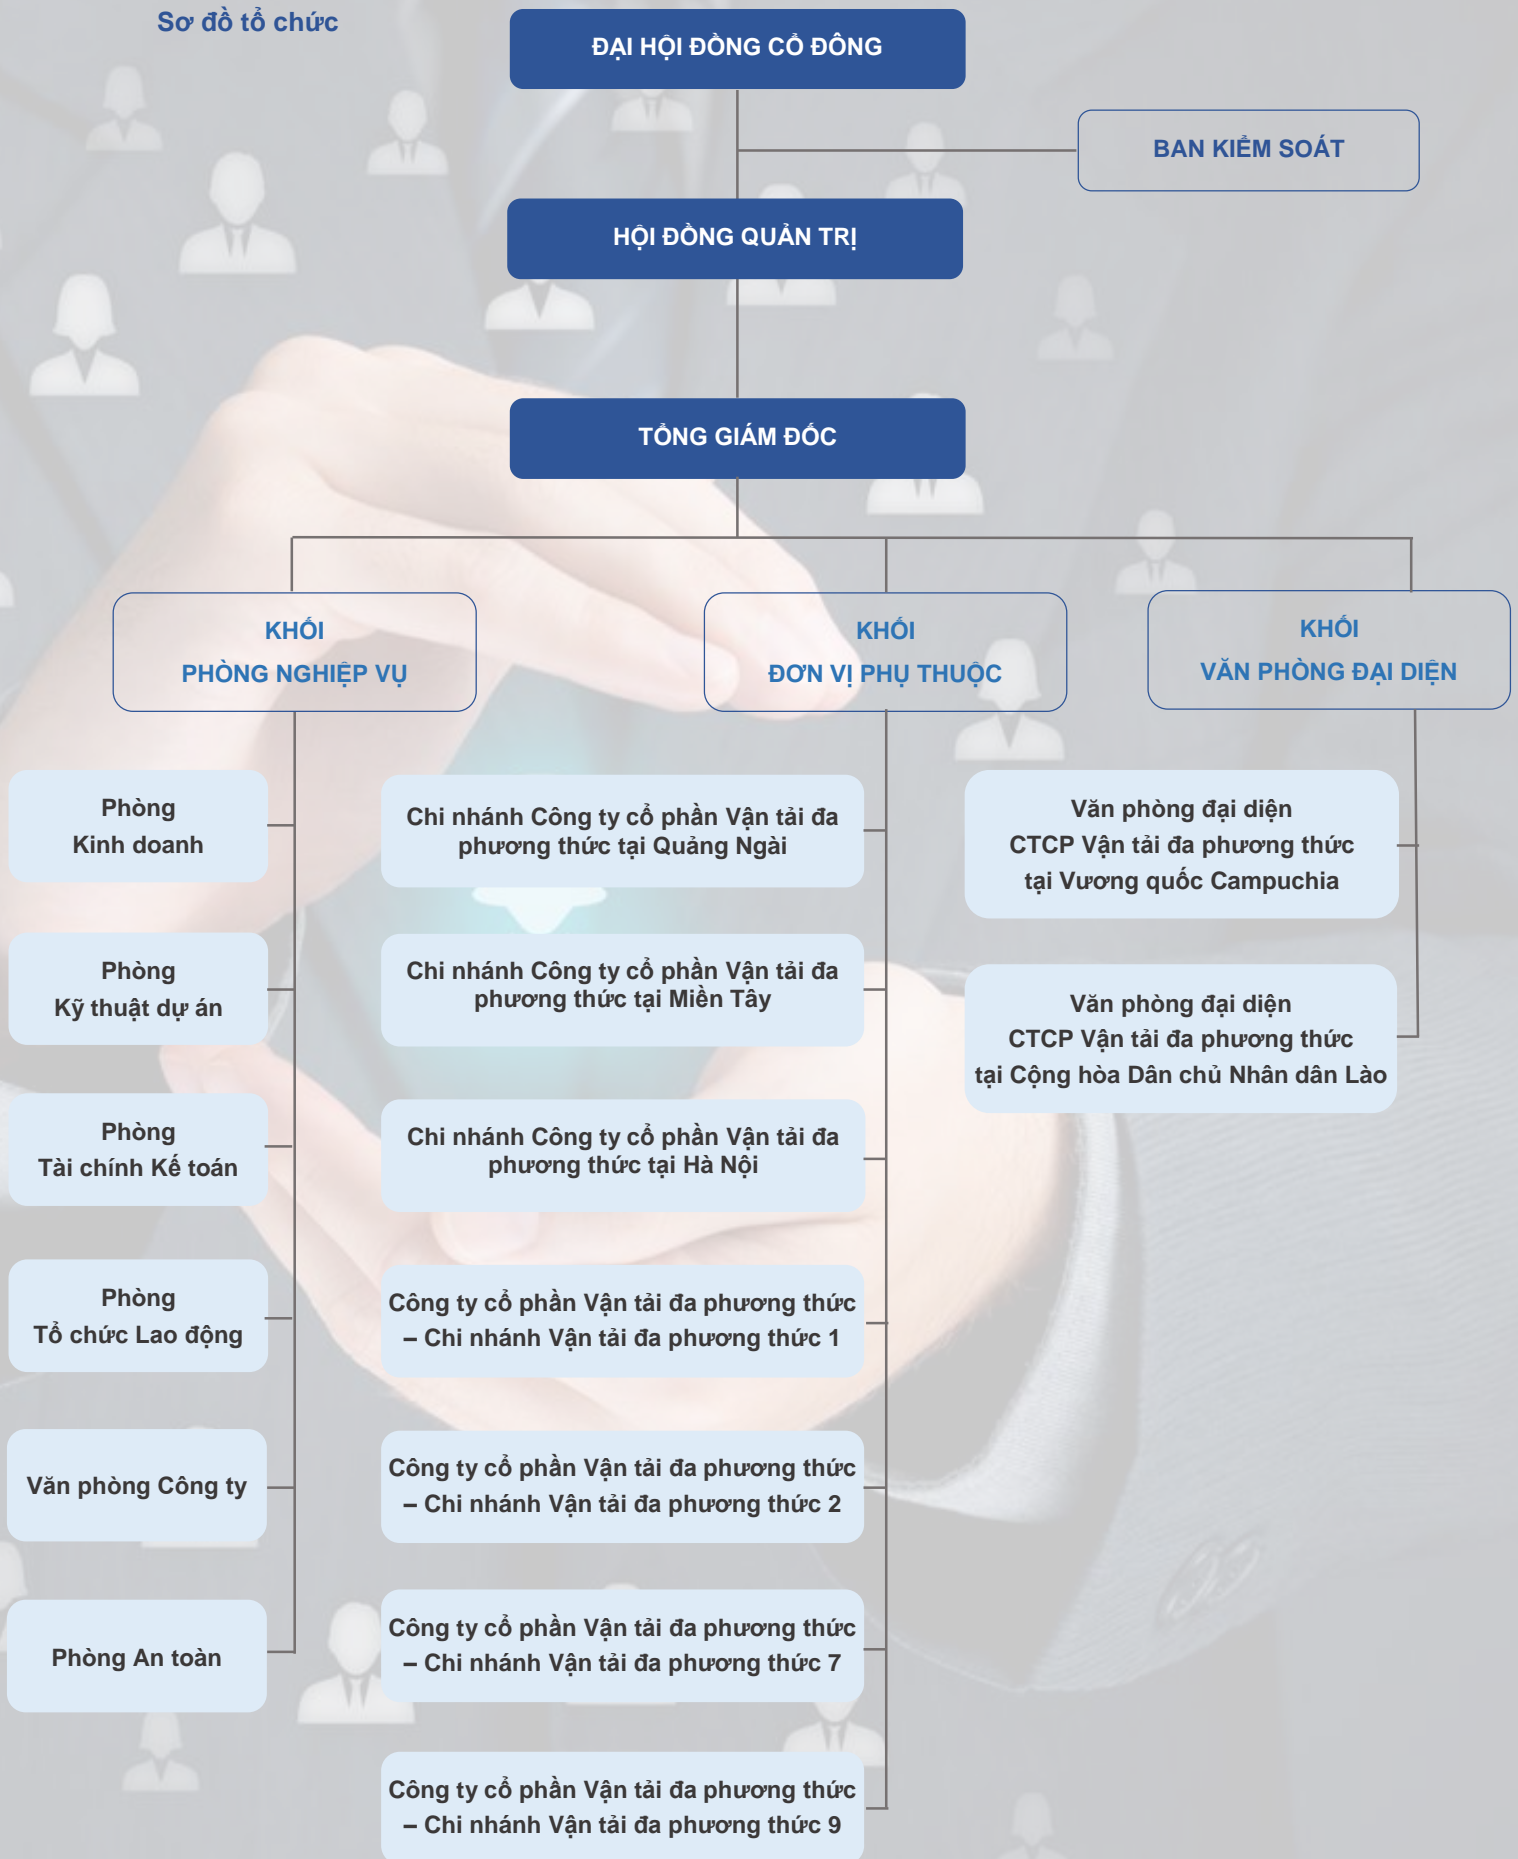 Sơ đồ tổ chức
ĐẠI HỘI ĐỒNG CỔ ĐÔNG
BAN KIỂM SOÁT
HỘI ĐỒNG QUẢN TRỊ
TỔNG GIÁM ĐỐC
KHỐI
PHÒNG NGHIỆP VỤ
KHỐI
ĐƠN VỊ PHỤ THUỘC
KHỐI
VĂN PHÒNG ĐẠI DIỆN
Phòng
Kinh doanh
Phòng
Kỹ thuật dự án
Phòng
Tài chính Kế toán
Phòng
Tổ chức Lao động
Văn phòng Công ty
Phòng An toàn
Chi nhánh Công ty cổ phần Vận tải đa
phương thức tại Quảng Ngài
Chi nhánh Công ty cổ phần Vận tải đa
phương thức tại Miền Tây
Chi nhánh Công ty cổ phần Vận tải đa
phương thức tại Hà Nội
Công ty cổ phần Vận tải đa phương thức
– Chi nhánh Vận tải đa phương thức 1
Công ty cổ phần Vận tải đa phương thức
– Chi nhánh Vận tải đa phương thức 2
Công ty cổ phần Vận tải đa phương thức
– Chi nhánh Vận tải đa phương thức 7
Công ty cổ phần Vận tải đa phương thức
– Chi nhánh Vận tải đa phương thức 9
Văn phòng đại diện
CTCP Vận tải đa phương thức
tại Vương quốc Campuchia
Văn phòng đại diện
CTCP Vận tải đa phương thức
tại Cộng hòa Dân chủ Nhân dân Lào